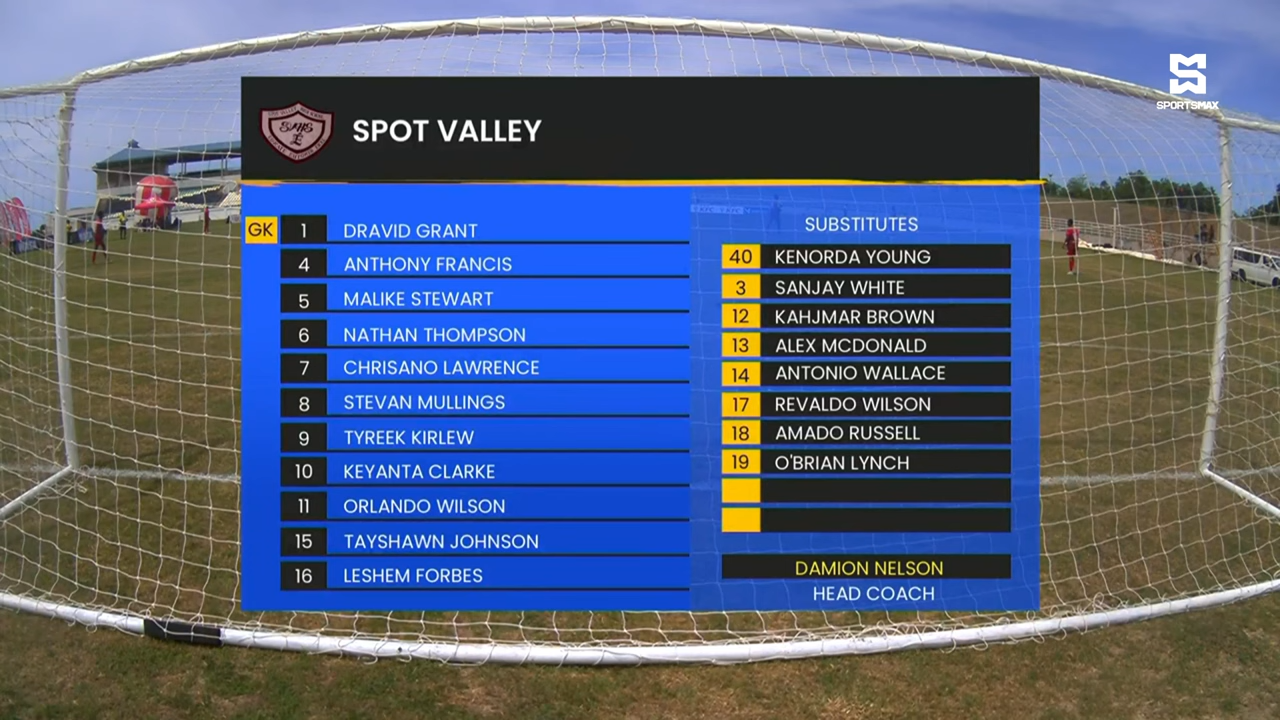 SPORTSMAX
SPOT VALLEY
GK 1 DRAVID GRANT
4 ANTHONY FRANCIS
5 MALIKE STEWART
6 NATHAN THOMPSON
7 CHRISANO LAWRENCE
8 STEVAN MULLINGS
9 TYREEK KIRLEW
10 KEYANTA CLARKE
11 ORLANDO WILSON
15 TAYSHAWN JOHNSON
16 LESHEM FORBES
SUBSTITUTES
40 KENORDA YOUNG
3 SANJAY WHITE
12 KAHJMAR BROWN
13 ALEX MCDONALD
14 ANTONIO WALLACE
17 REVALDO WILSON
18 AMADO RUSSELL
19 O'BRIAN LYNCH
DAMION NELSON
HEAD COACH